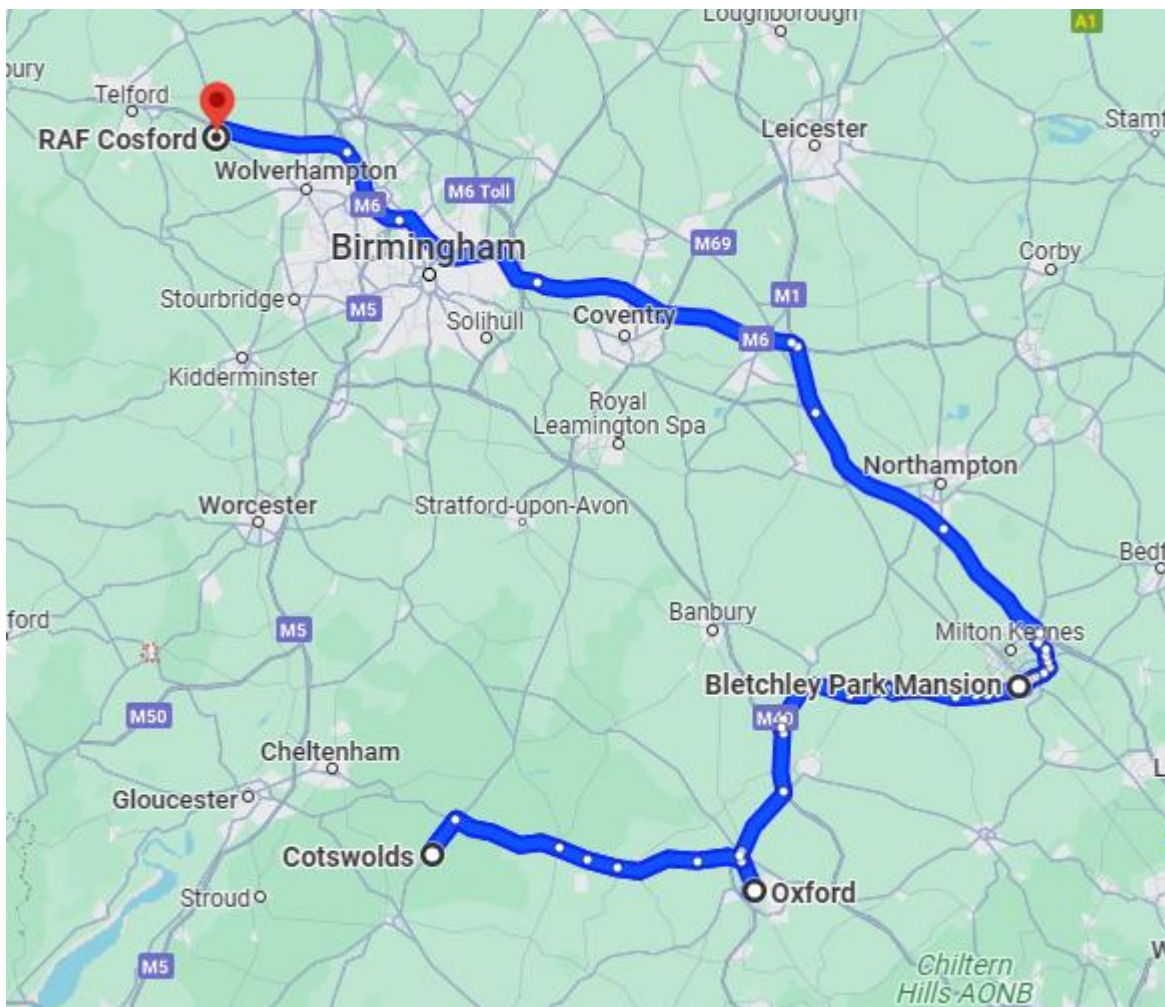 Loughborough
A1
bury
Telford
RAF Cosford
Leicester
Stamf
Wolverhampton
M6 Toll
M6
Birmingham
M69
Corby
Stourbridge
M5
M1
Solihull
Coventry
M6
Kidderminster
Royal
Leamington Spa
Northampton
Worcester
Stratford-upon-Avon
Bedf
Banbury
ford
M5
Milton Keynes
Bletchley Park Mansion
M50
M40
Cheltenham
L
Gloucester
Cotswolds
Oxford
Stroud
M5
W
Chiltern
Hills AONB